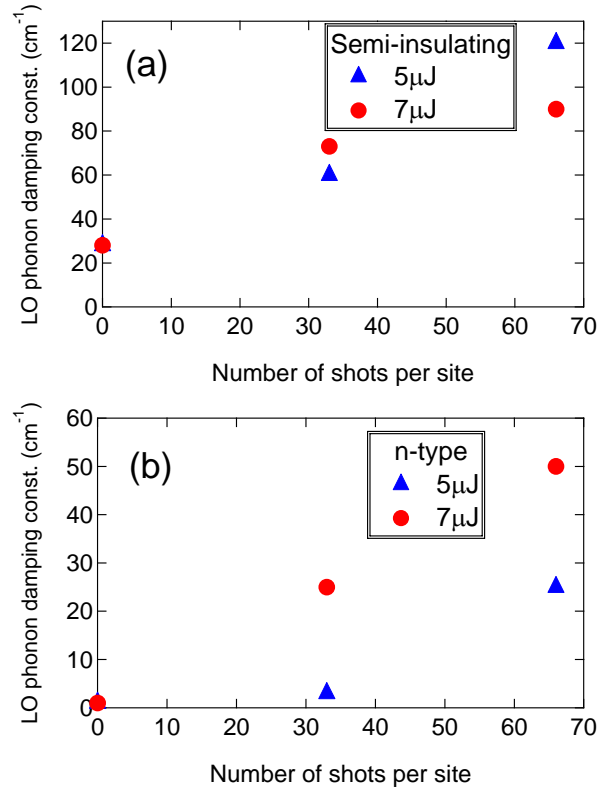 LO phonon damping const. (cm⁻¹)
120
100
80
60
40
20
0
(a)
Semi-insulating
5μJ
7μJ
0 10 20 30 40 50 60 70
Number of shots per site
LO phonon damping const. (cm⁻¹)
60
50
40
30
20
10
0
(b)
n-type
5μJ
7μJ
0 10 20 30 40 50 60 70
Number of shots per site